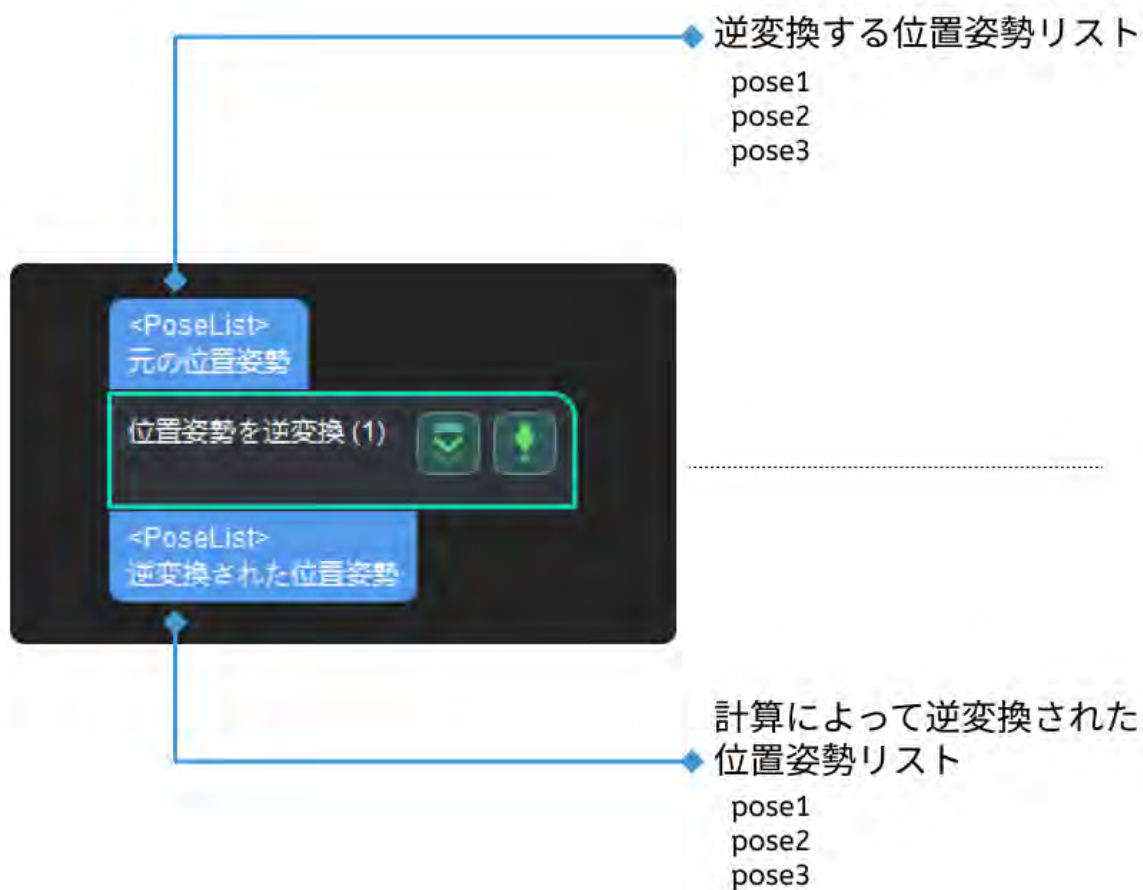 逆変換する位置姿勢リスト
pose1
pose2
pose3
<PoseList>
元の位置姿勢
位置姿勢を逆変換 (1)
<PoseList>
逆変換された位置姿勢
計算によって逆変換された
位置姿勢リスト
pose1
pose2
pose3